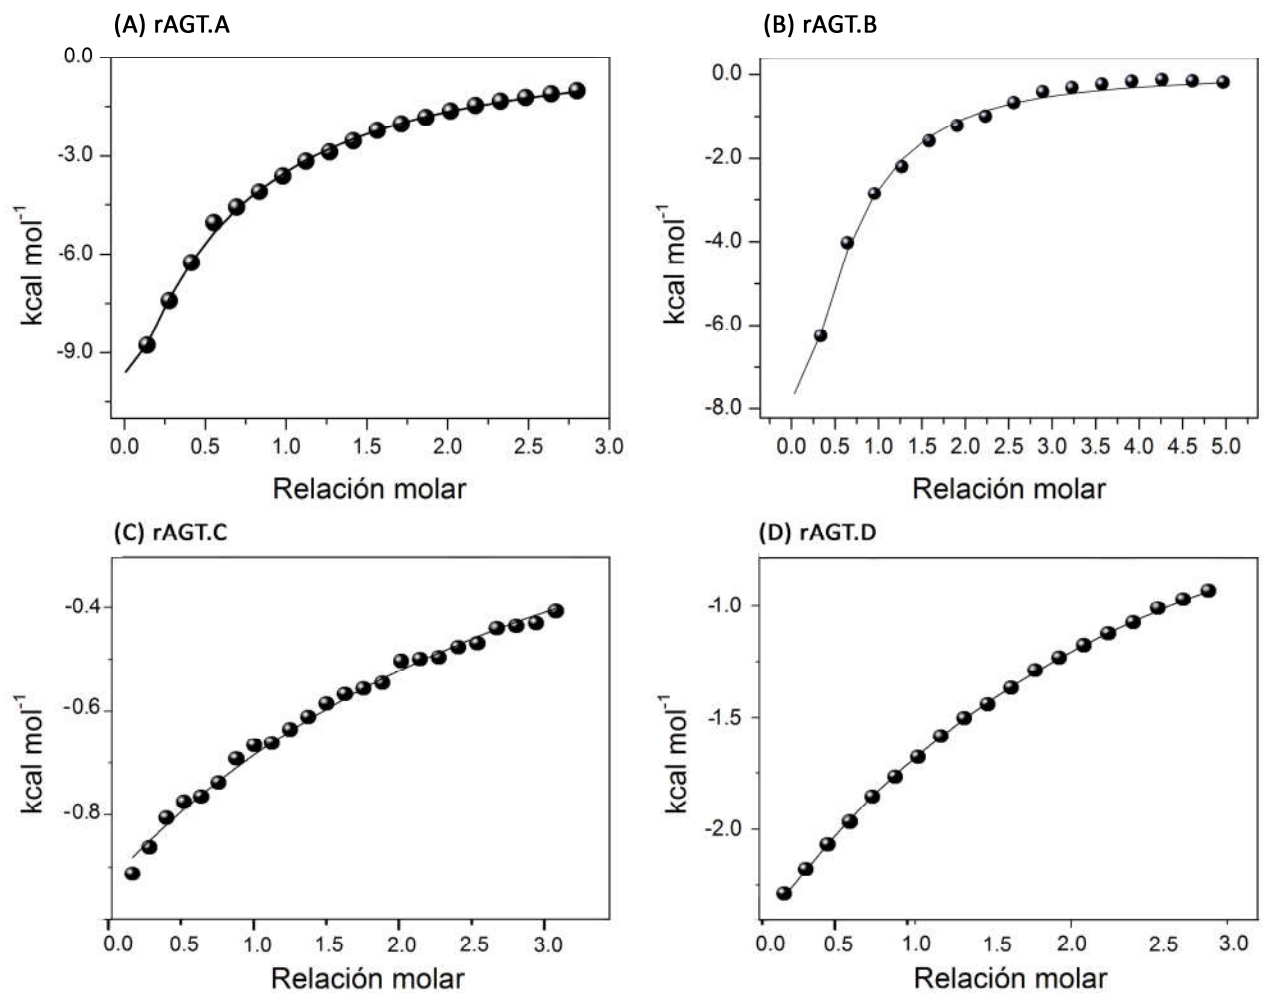 (A) rAGT.A
0.0
-3.0
-6.0
-9.0
kcal mol⁻¹
0.0 0.5 1.0 1.5 2.0 2.5 3.0
Relación molar
(B) rAGT.B
0.0
-2.0
-4.0
-6.0
-8.0
kcal mol⁻¹
0.0 0.5 1.0 1.5 2.0 2.5 3.0 3.5 4.0 4.5 5.0
Relación molar
(C) rAGT.C
-0.4
-0.6
-0.8
kcal mol⁻¹
0.0 0.5 1.0 1.5 2.0 2.5 3.0
Relación molar
(D) rAGT.D
-1.0
-1.5
-2.0
kcal mol⁻¹
0.0 0.5 1.0 1.5 2.0 2.5 3.0
Relación molar